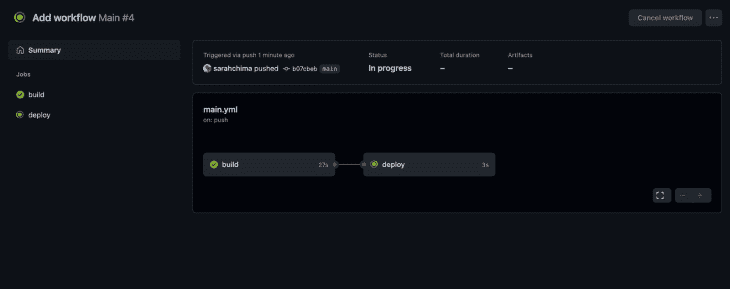 Add workflow Main #4
Cancel workflow
Summary
Jobs
build
deploy
Triggered via push 1 minute ago
sarahchima pushed b07cbeb main
Status
In progress
Total duration
–
Artifacts
–
main.yml
on: push
build 27s
deploy 3s